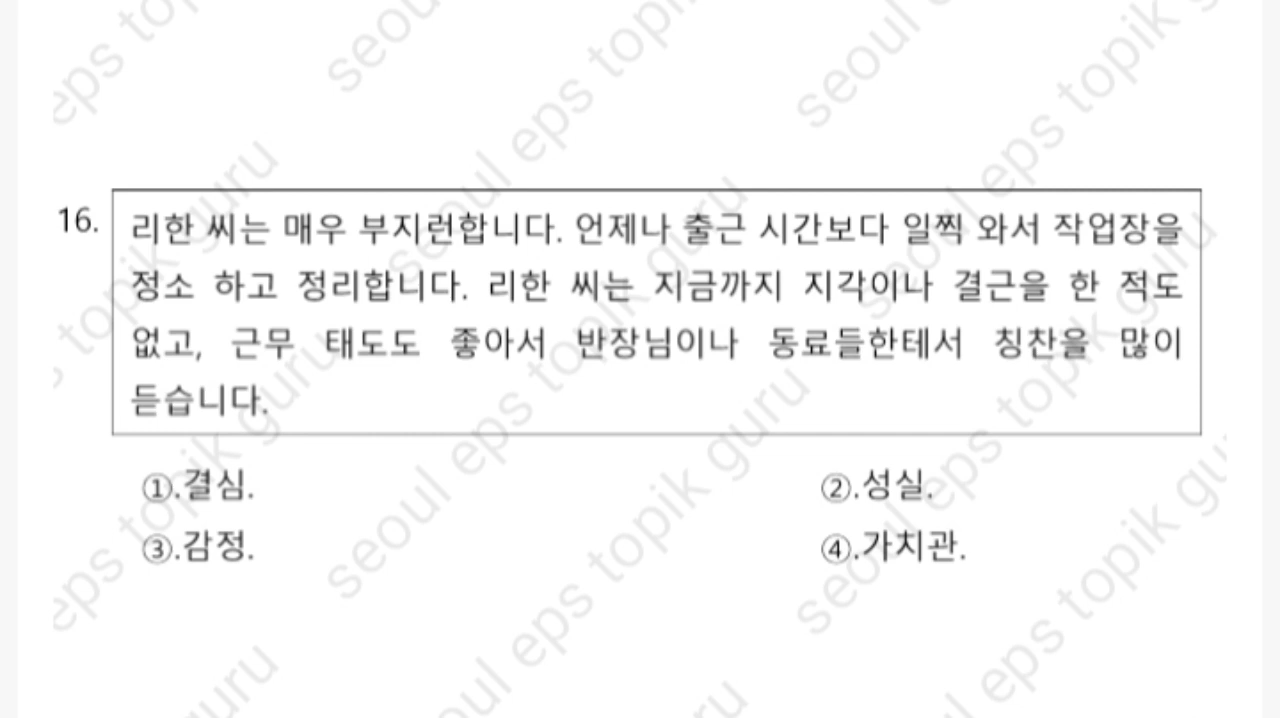 16.
리한 씨는 매우 부지런합니다. 언제나 출근 시간보다 일찍 와서 작업장을
정소 하고 정리합니다. 리한 씨는 지금까지 지각이나 결근을 한 적도
없고, 근무 태도도 좋아서 반장님이나 동료들한테서 칭찬을 많이
듣습니다.
①.결심.
②.성실.
③.감정.
④.가치관.
seoul eps topik guru